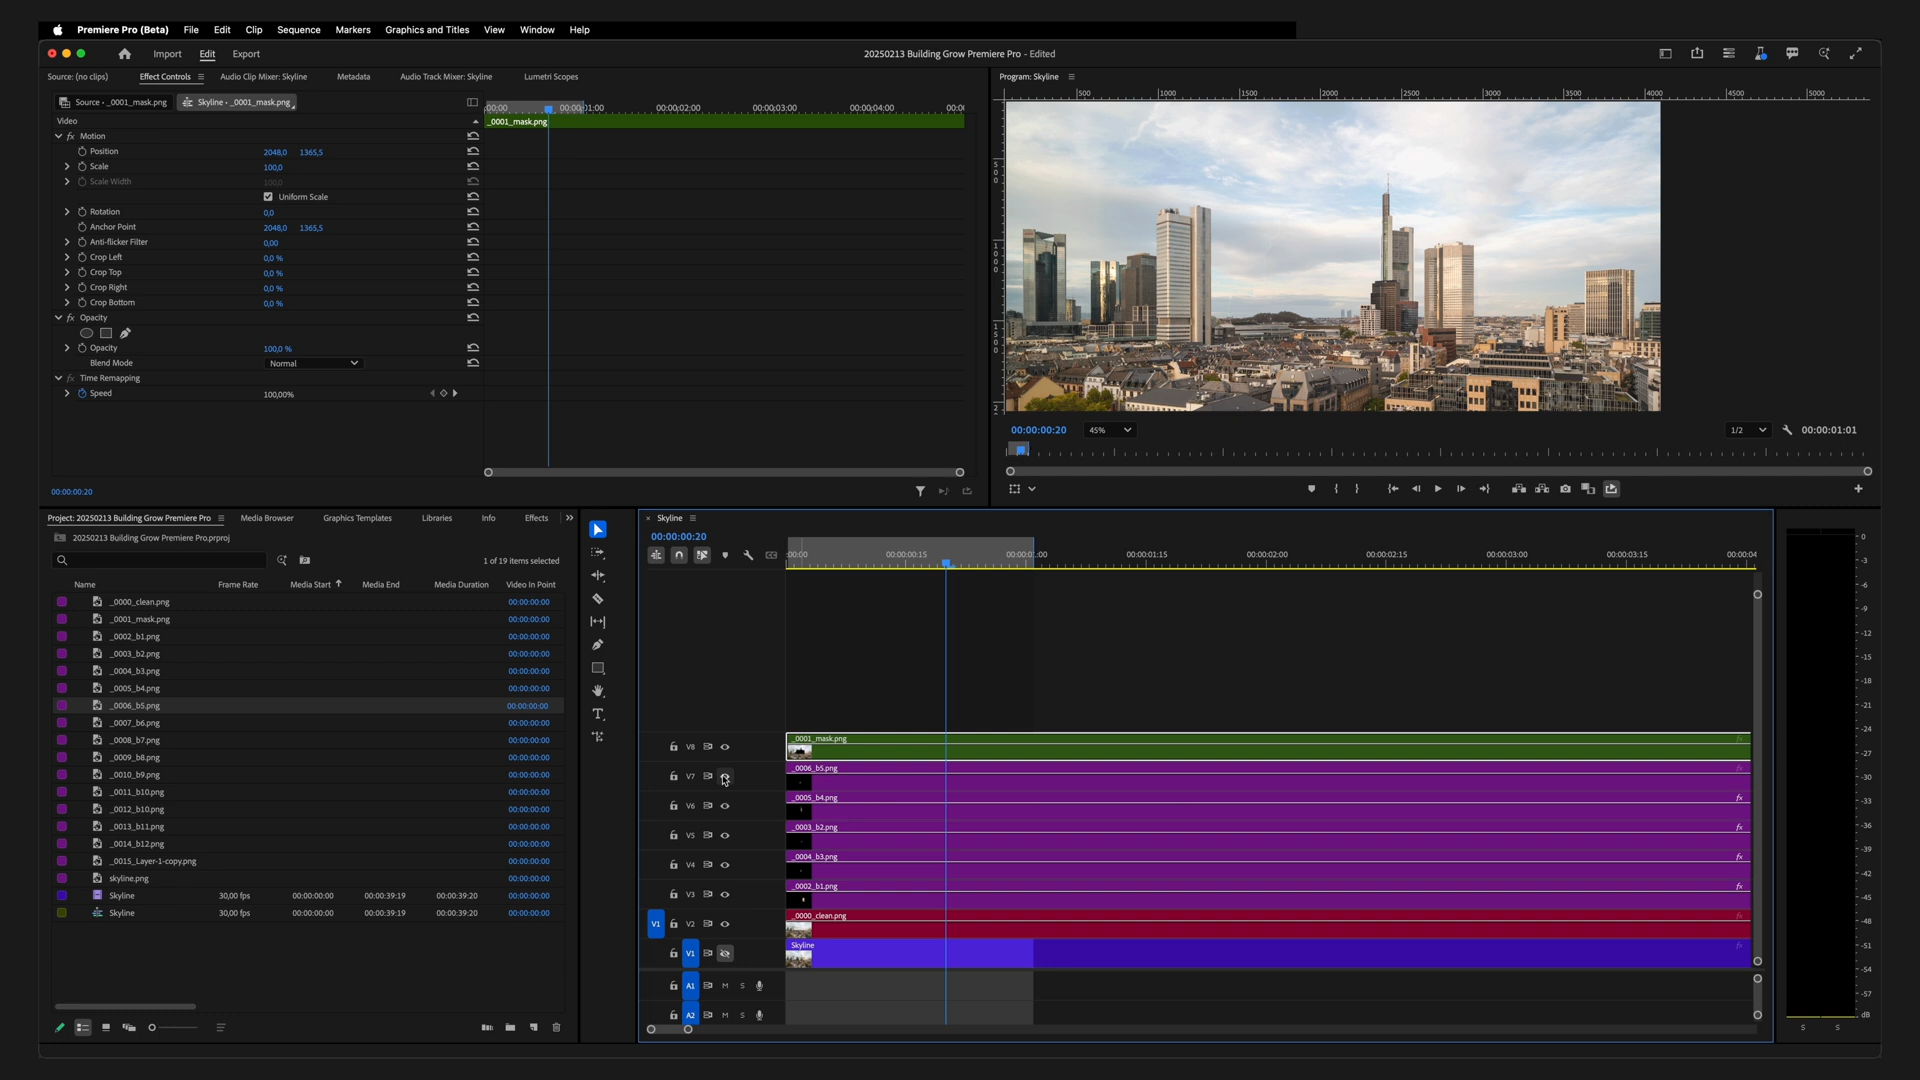 Premiere Pro (Beta) File Edit Clip Sequence Markers Graphics and Titles View Window Help
Import Edit Export 20250213 Building Grow Premiere Pro - Edited
Source: (no clips) Effect Controls Audio Clip Mixer: Skyline Metadata Audio Track Mixer: Skyline Lumetri Scopes
Source • _0001_mask.png Skyline • _0001_mask.png
:00:00 00:00:01:00 00:00:02:00 00:00:03:00 00:00:04:00 00:00
Video
_0001_mask.png
fx Motion
Position 2048,0 1365,5
Scale 100,0
Scale Width 100,0
Uniform Scale
Rotation 0,0
Anchor Point 2048,0 1365,5
Anti-flicker Filter 0,00
Crop Left 0,0 %
Crop Top 0,0 %
Crop Right 0,0 %
Crop Bottom 0,0 %
fx Opacity
Opacity 100,0 %
Blend Mode Normal
fx Time Remapping
Speed 100,00%
00:00:00:20
Program: Skyline
500 1000 1500 2000 2500 3000 3500 4000 4500 5000
500
1000
1500
2
00:00:00:20 45% 1/2 00:00:01:01
Project: 20250213 Building Grow Premiere Pro Media Browser Graphics Templates Libraries Info Effects
20250213 Building Grow Premiere Pro.prproj
1 of 19 items selected
Name Frame Rate Media Start Media End Media Duration Video In Point
_0000_clean.png 00:00:00:00
_0001_mask.png 00:00:00:00
_0002_b1.png 00:00:00:00
_0003_b2.png 00:00:00:00
_0004_b3.png 00:00:00:00
_0005_b4.png 00:00:00:00
_0006_b5.png 00:00:00:00
_0007_b6.png 00:00:00:00
_0008_b7.png 00:00:00:00
_0009_b8.png 00:00:00:00
_0010_b9.png 00:00:00:00
_0011_b10.png 00:00:00:00
_0012_b10.png 00:00:00:00
_0013_b11.png 00:00:00:00
_0014_b12.png 00:00:00:00
_0015_Layer-1-copy.png 00:00:00:00
skyline.png 00:00:00:00
Skyline 30,00 fps 00:00:00:00 00:00:39:19 00:00:39:20 00:00:00:00
Skyline 30,00 fps 00:00:00:00 00:00:39:19 00:00:39:20 00:00:00:00
× Skyline
00:00:00:20
:00:00 00:00:00:15 00:00:01:00 00:00:01:15 00:00:02:00 00:00:02:15 00:00:03:00 00:00:03:15 00:00:04
V8 _0001_mask.png fx
V7 _0006_b5.png fx
V6 _0005_b4.png fx
V5 _0003_b2.png fx
V4 _0004_b3.png fx
V3 _0002_b1.png fx
V1 V2 _0000_clean.png fx
V1 Skyline fx
A1 M S
A2 M S
0
-3
-6
-9
-12
-15
-18
-21
-24
-27
-30
-33
-36
-39
-42
-45
-48
-51
-54
-57
dB
S S